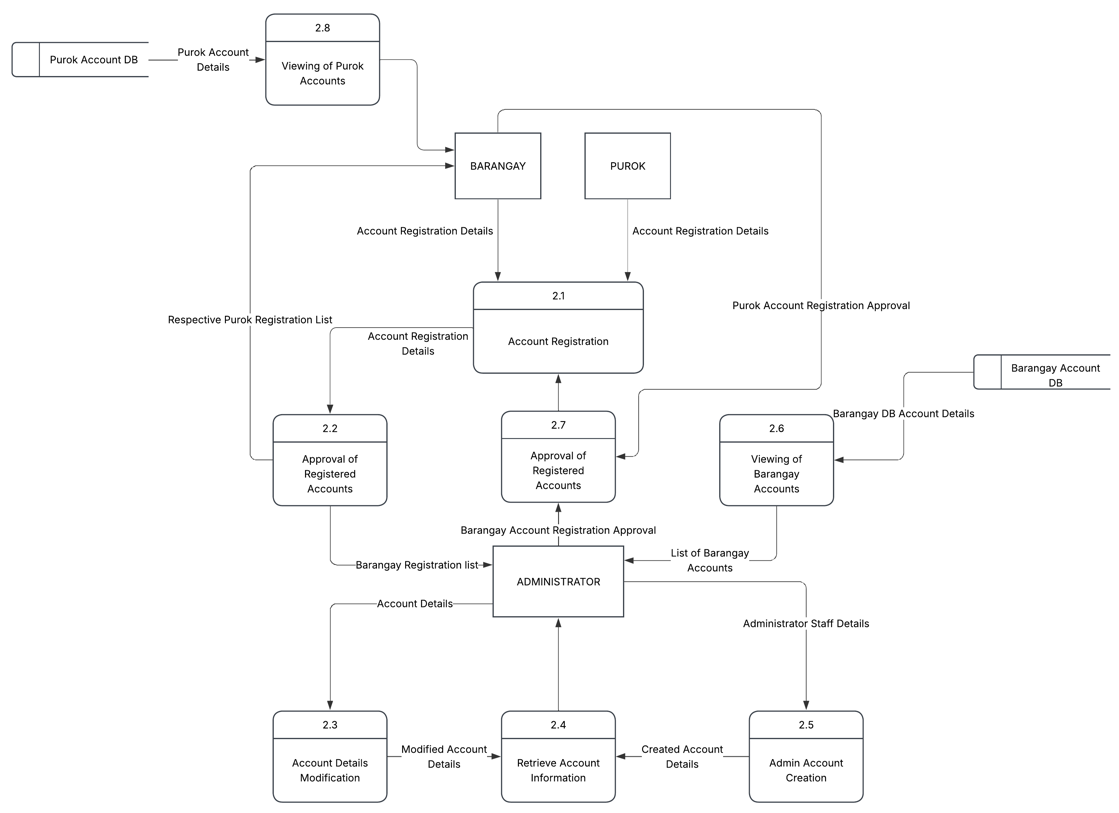 2.8
Purok Account DB
Purok Account
Details
Viewing of Purok
Accounts
BARANGAY
PUROK
Account Registration Details
Account Registration Details
2.1
Purok Account Registration Approval
Respective Purok Registration List
Account Registration
Details
Account Registration
Barangay Account
DB
Barangay DB Account Details
2.2
Approval of
Registered
Accounts
2.7
Approval of
Registered
Accounts
2.6
Viewing of
Barangay
Accounts
Barangay Account Registration Approval
Barangay Registration list
List of Barangay
Accounts
ADMINISTRATOR
Account Details
Administrator Staff Details
2.3
Account Details
Modification
Modified Account
Details
2.4
Retrieve Account
Information
Created Account
Details
2.5
Admin Account
Creation